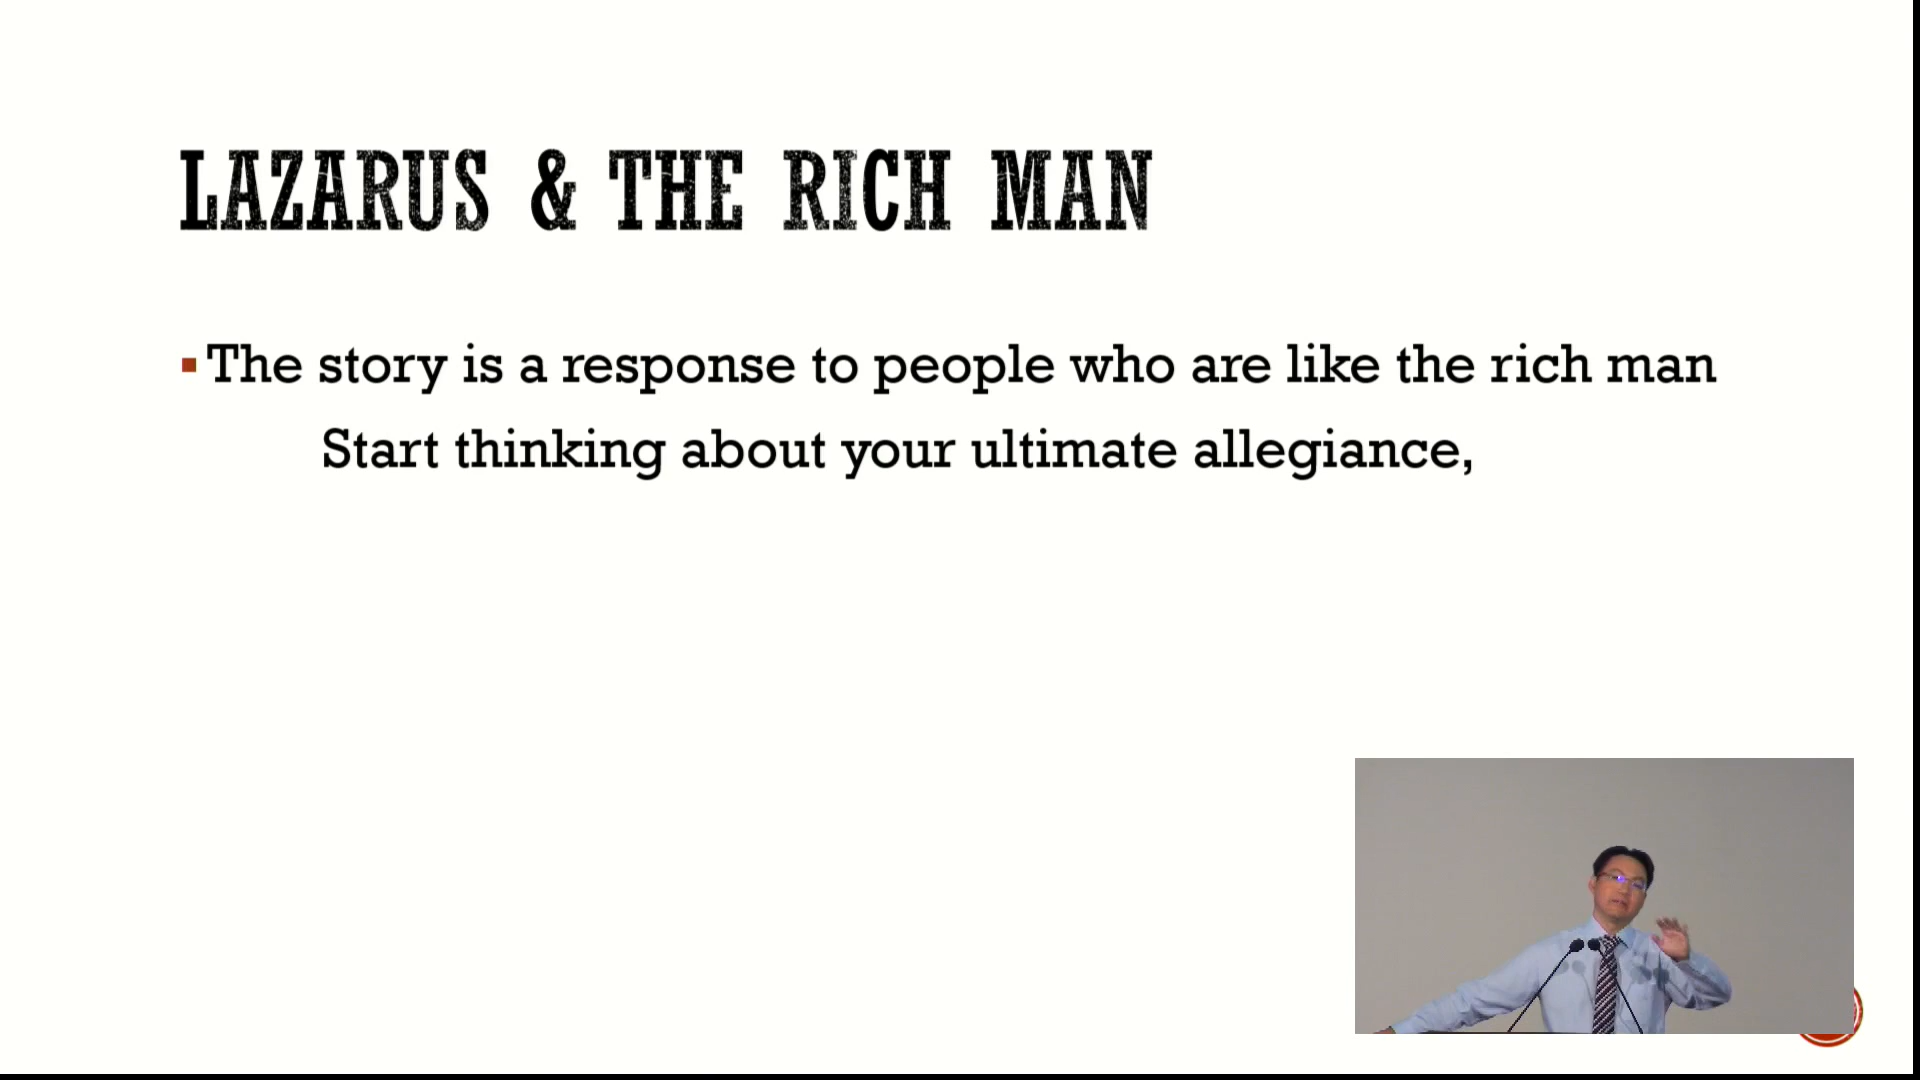 LAZARUS & THE RICH MAN
The story is a response to people who are like the rich man
Start thinking about your ultimate allegiance,